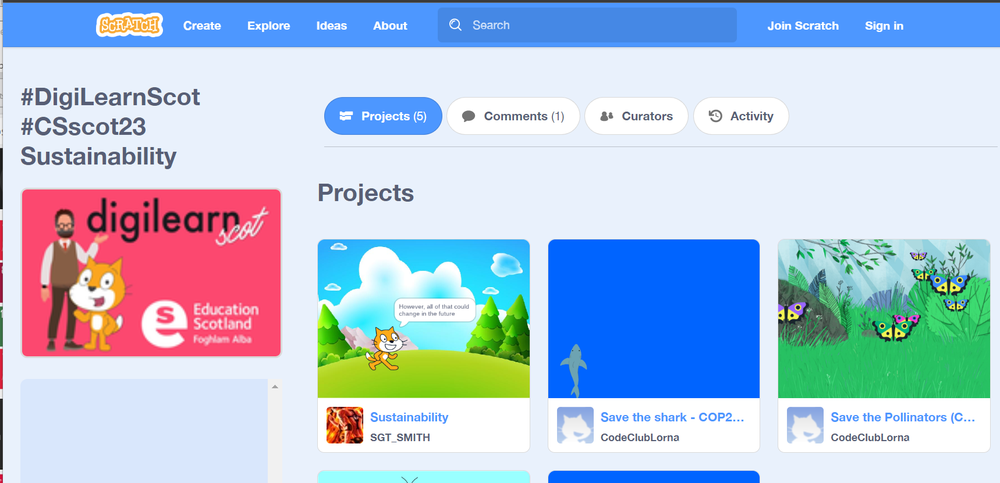 SCRATCH
Create
Explore
Ideas
About
Search
Join Scratch
Sign in
#DigiLearnScot
#CSscot23
Sustainability
Projects (5)
Comments (1)
Curators
Activity
digilearn
scot
Education
Scotland
Foghlam Alba
Projects
However, all of that could
change in the future
Sustainability
SGT_SMITH
Save the shark - COP2...
CodeClubLorna
Save the Pollinators (C...
CodeClubLorna